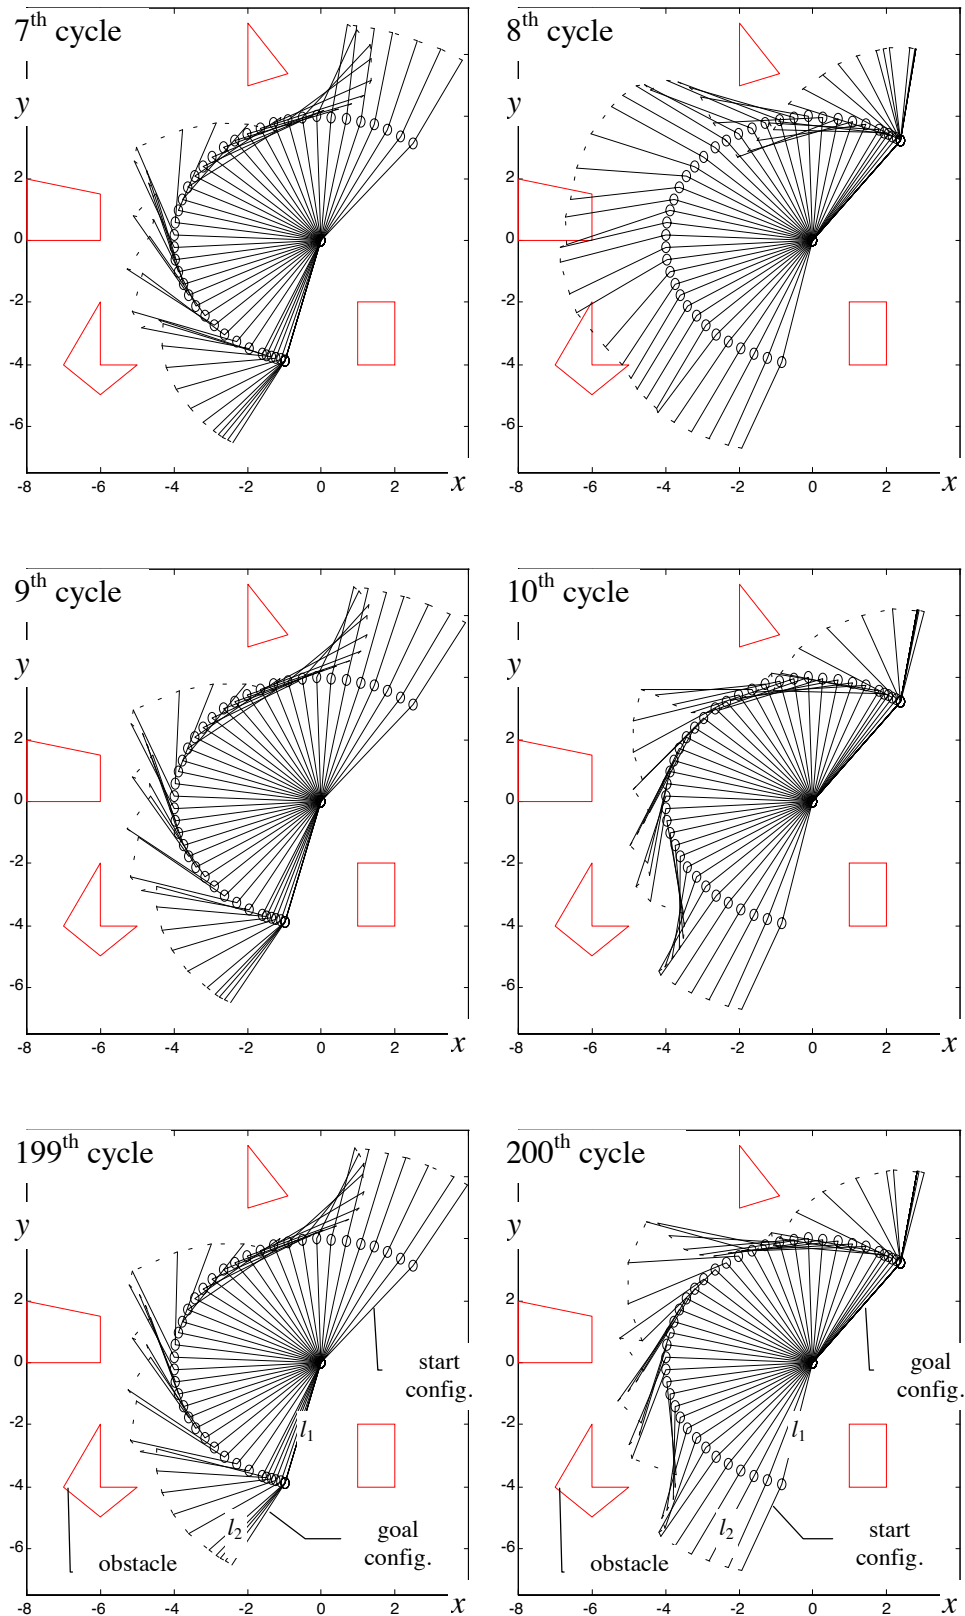 7th cycle
8th cycle
y
y
2
2
0
0
-2
-2
-4
-4
-6
-6
-8 -6 -4 -2 0 2 x
-8 -6 -4 -2 0 2 x
9th cycle
10th cycle
y
y
2
2
0
0
-2
-2
-4
-4
-6
-6
-8 -6 -4 -2 0 2 x
-8 -6 -4 -2 0 2 x
199th cycle
200th cycle
y
y
2
2
0
0
start
config.
goal
config.
-2
-2
l1
l1
-4
-4
l2
goal
config.
l2
start
config.
-6
-6
obstacle
obstacle
-8 -6 -4 -2 0 2 x
-8 -6 -4 -2 0 2 x